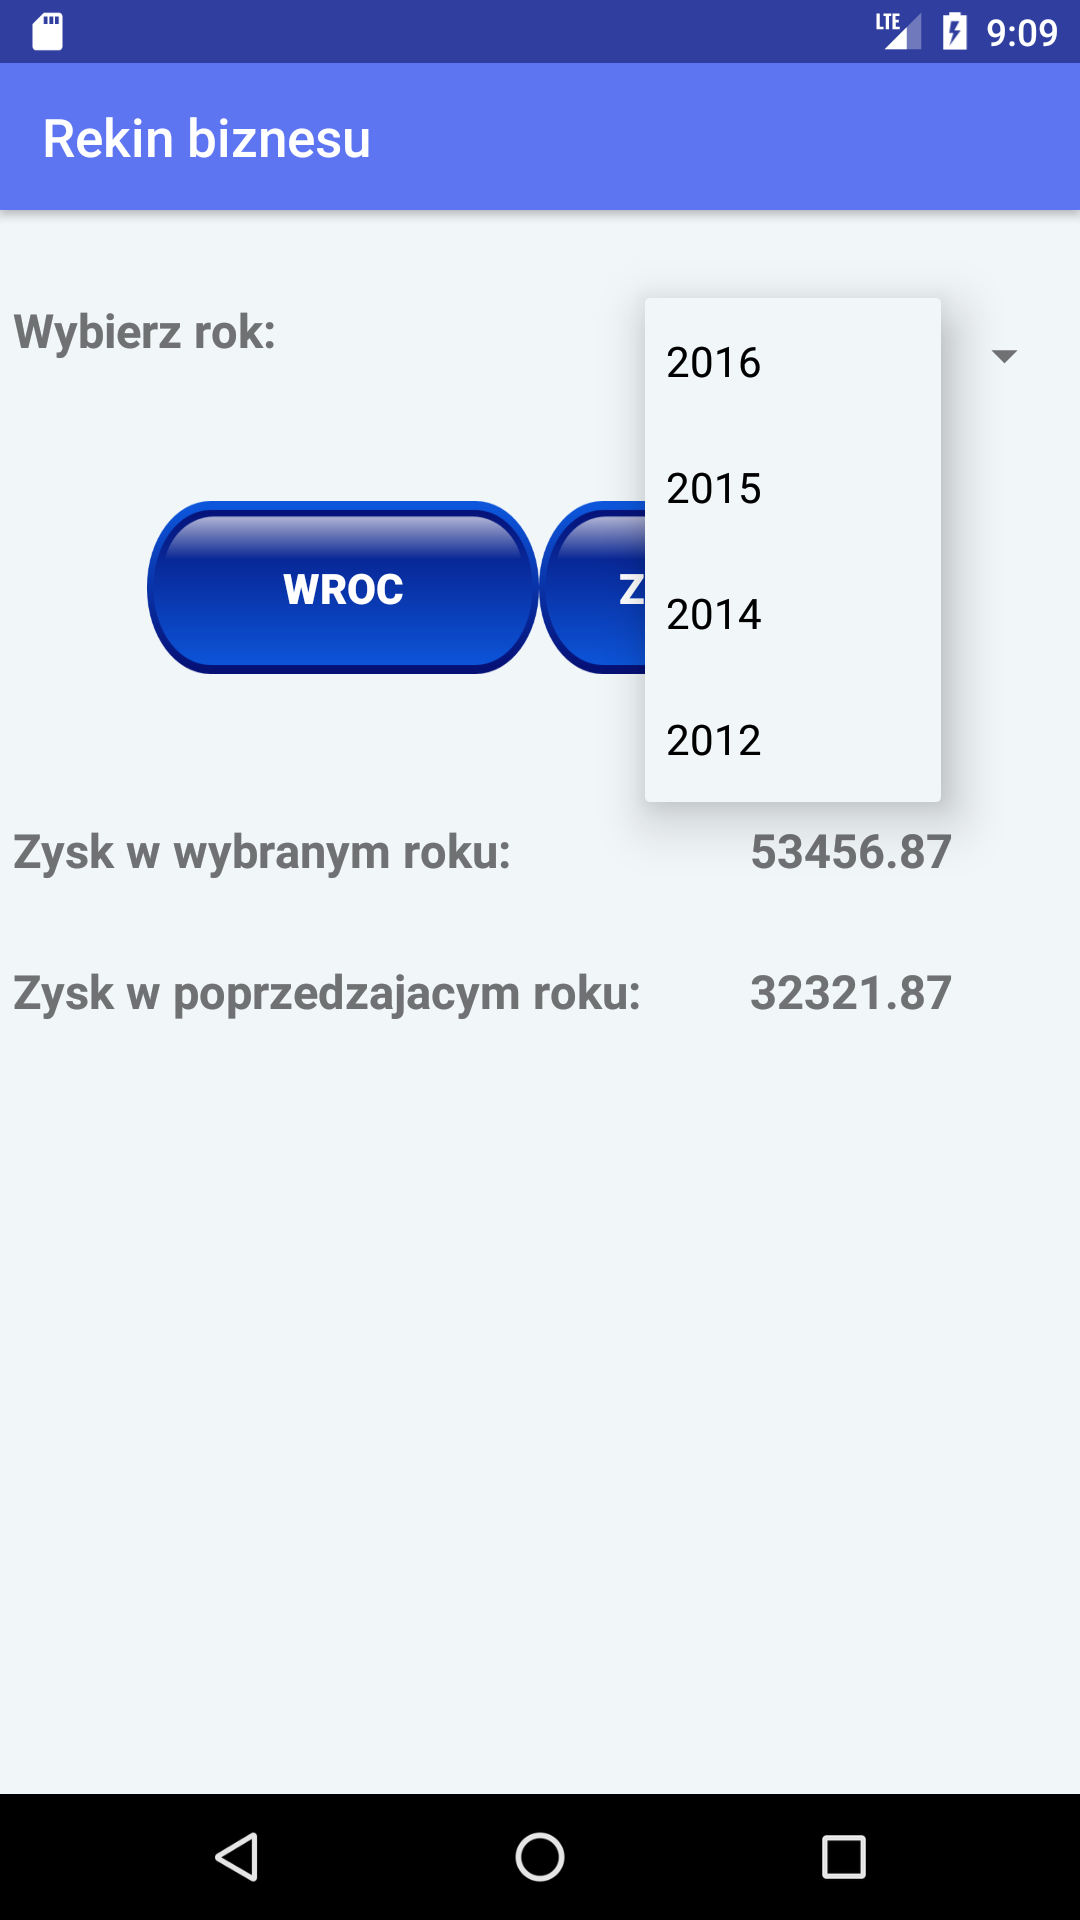 LTE 9:09
Rekin biznesu
Wybierz rok:
2016
2015
WROC Z
2014
2012
Zysk w wybranym roku: 53456.87
Zysk w poprzedzajacym roku: 32321.87